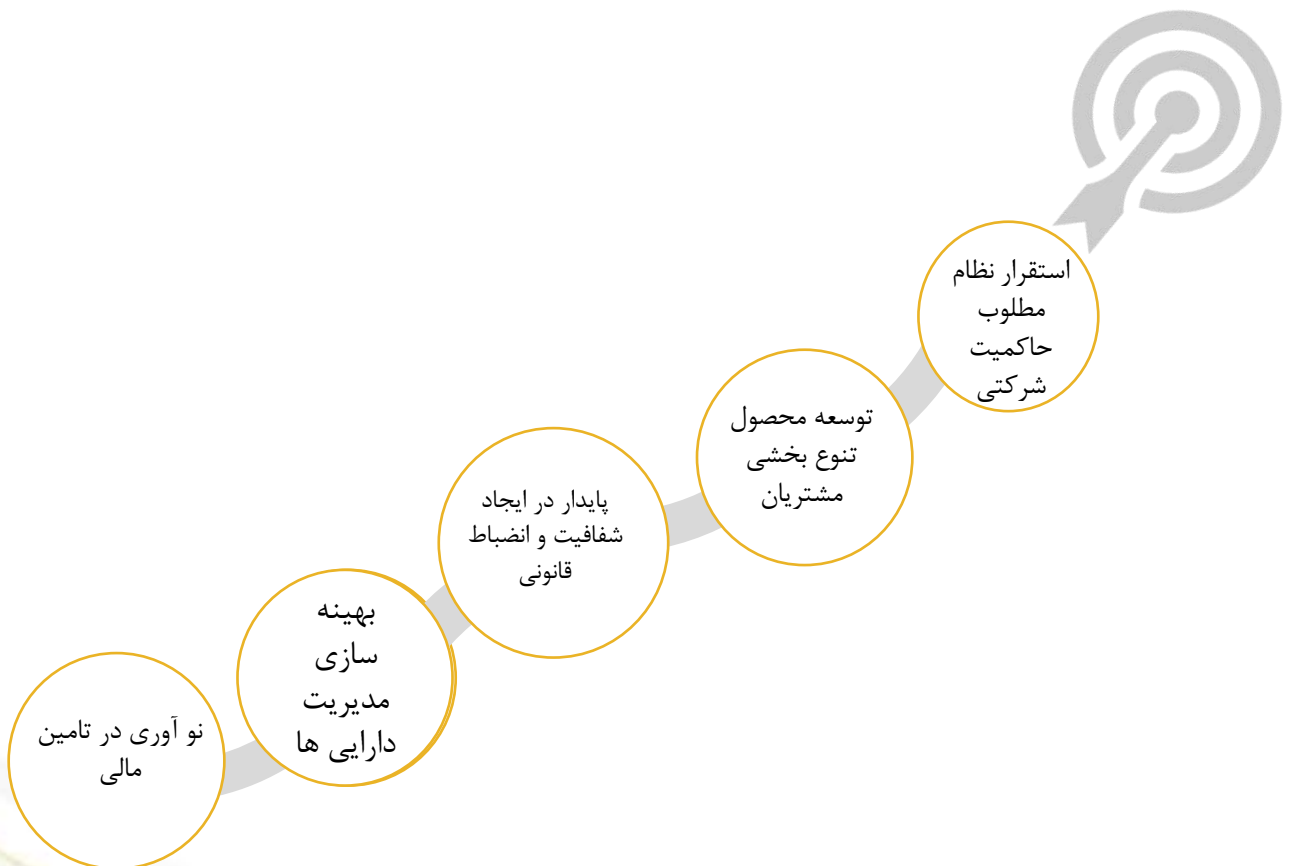 استقرار نظام
مطلوب
حاکمیت
شرکتی
توسعه محصول
تنوع بخشی
مشتریان
پایدار در ایجاد
شفافیت و انضباط
قانونی
بهینه
سازی
مدیریت
دارایی ها
نو آوری در تامین
مالی